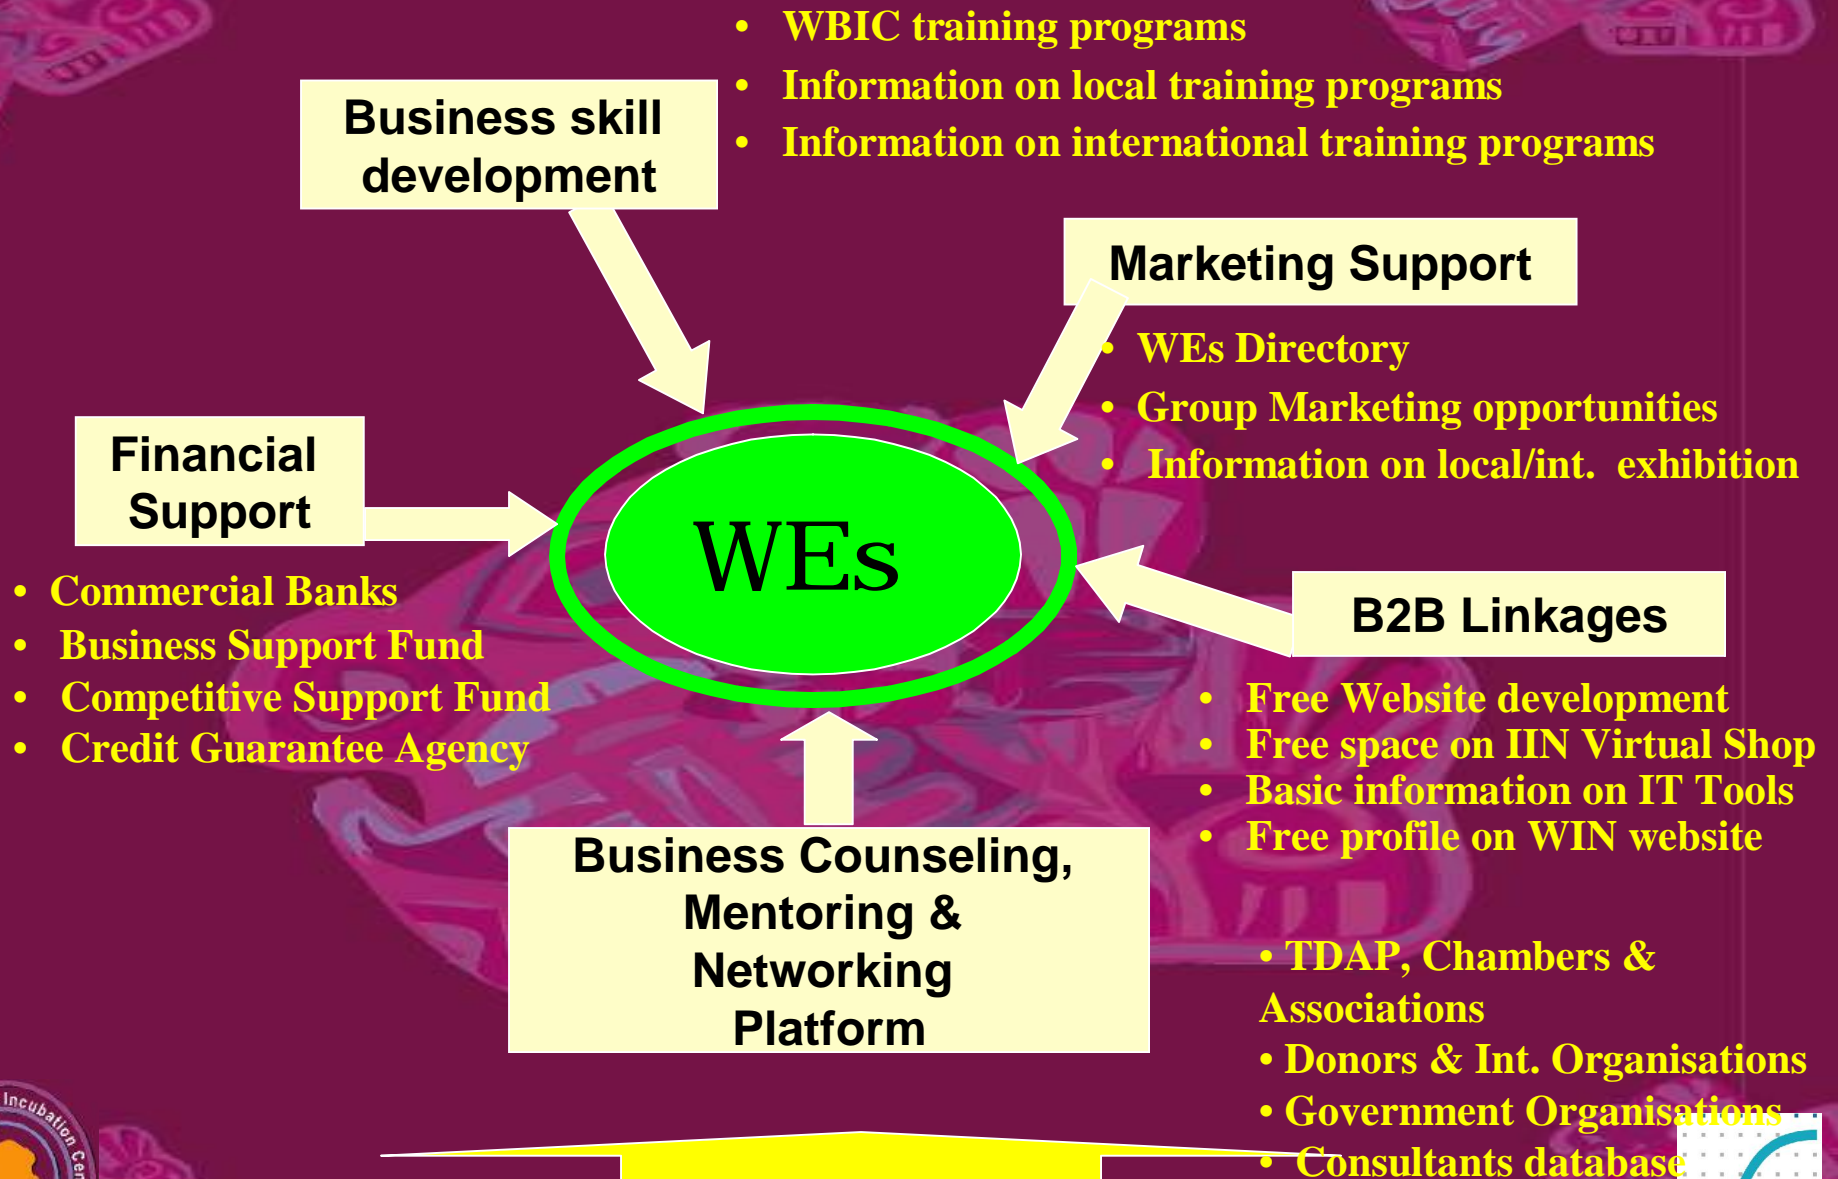 • WBIC training programs
• Information on local training programs
• Information on international training programs
Business skill
development
Marketing Support
• WEs Directory
• Group Marketing opportunities
• Information on local/int. exhibition
Financial
Support
• Commercial Banks
• Business Support Fund
• Competitive Support Fund
• Credit Guarantee Agency
WEs
B2B Linkages
• Free Website development
• Free space on IIN Virtual Shop
• Basic information on IT Tools
• Free profile on WIN website
Business Counseling,
Mentoring &
Networking
Platform
• TDAP, Chambers &
Associations
• Donors & Int. Organisations
• Government Organisations
• Consultants database
Incubation Cen